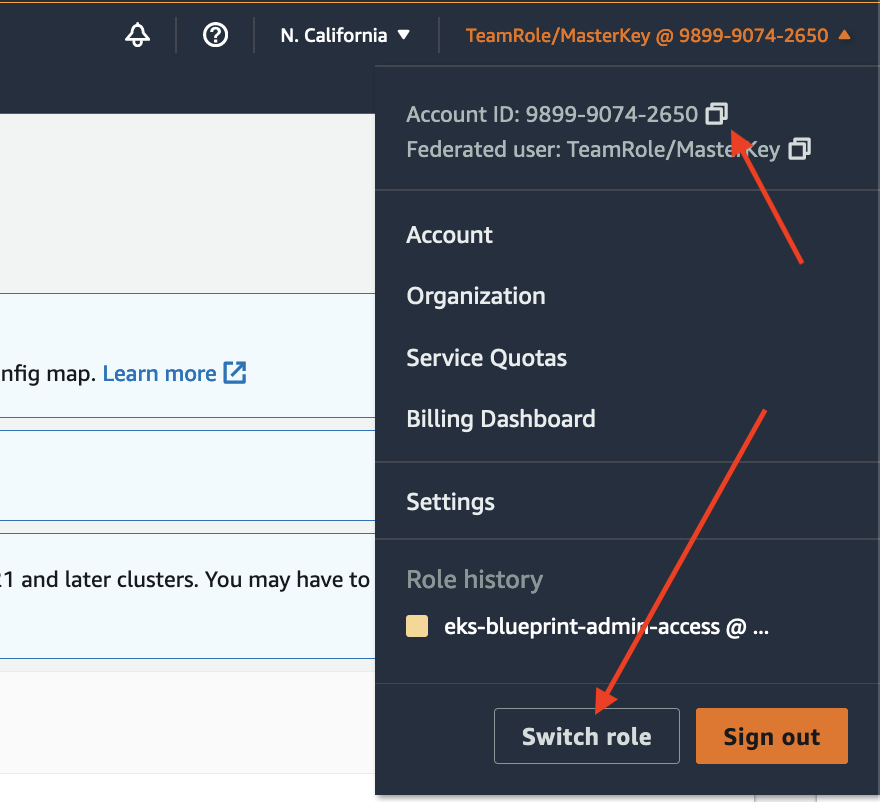 N. California ▼
TeamRole/MasterKey @ 9899-9074-2650 ▲
Account ID: 9899-9074-2650
Federated user: TeamRole/MasterKey
Account
Organization
Service Quotas
Billing Dashboard
Settings
Role history
eks-blueprint-admin-access @ ...
Switch role
Sign out
nfig map. Learn more
21 and later clusters. You may have to